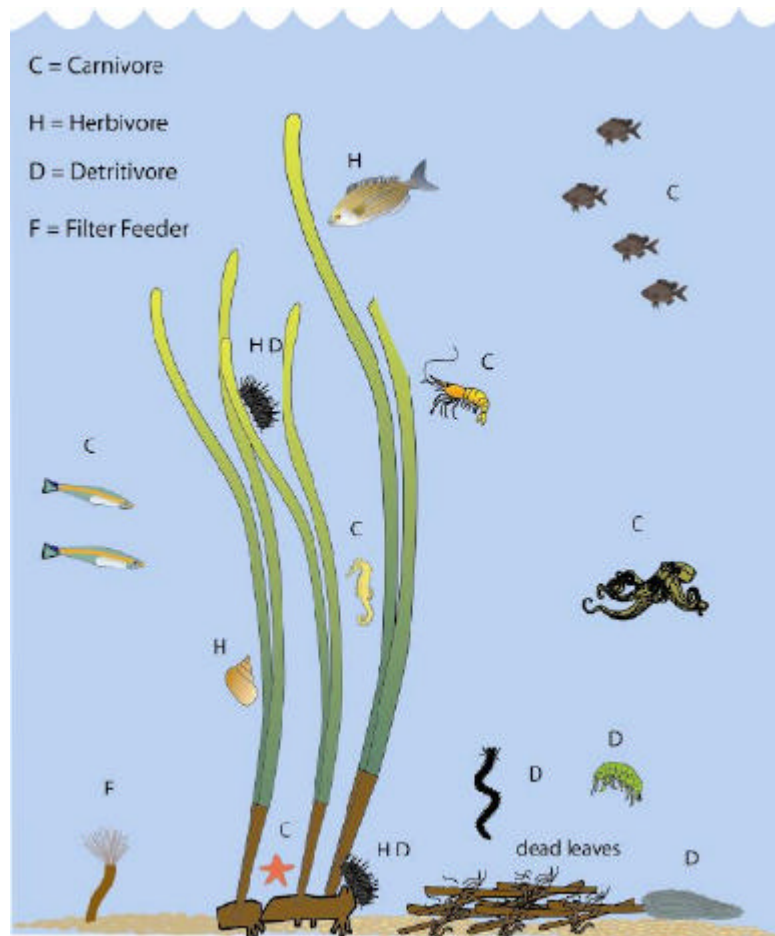 C = Carnivore
H = Herbivore
D = Detritivore
F = Filter Feeder
H
C
H D
C
C
C
C
H
D
D
F
C
H D
dead leaves
D